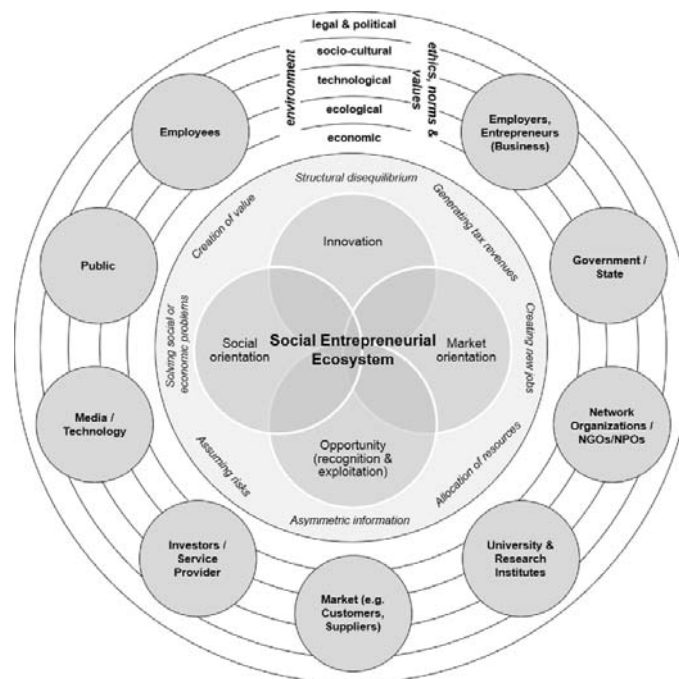 legal & political
socio-cultural
technological
ecological
economic
environment
ethics, norms &
values
Employees
Employers,
Entrepreneurs
(Business)
Public
Government /
State
Media /
Technology
Network
Organizations /
NGOs/NPOs
Investors /
Service
Provider
University &
Research
Institutes
Market (e.g.
Customers,
Suppliers)
Structural disequilibrium
Creation of value
Generating tax revenues
Solving social or
economic problems
Creating new jobs
Assuming risks
Allocation of resources
Asymmetric information
Innovation
Social
orientation
Social Entrepreneurial
Ecosystem
Market
orientation
Opportunity
(recognition &
exploitation)